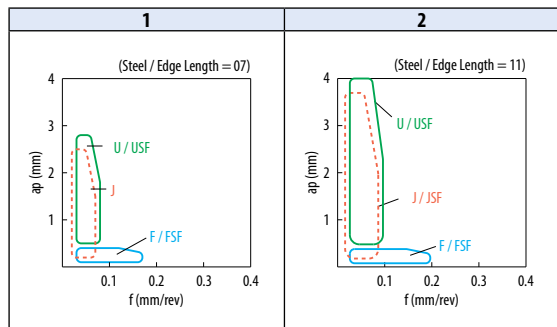 1
2
(Steel / Edge Length = 07)
4
3
2
1
ap (mm)
U / USF
J
F / FSF
0.1 0.2 0.3 0.4
f (mm/rev)
(Steel / Edge Length = 11)
4
3
2
1
ap (mm)
U / USF
J / JSF
F / FSF
0.1 0.2 0.3 0.4
f (mm/rev)